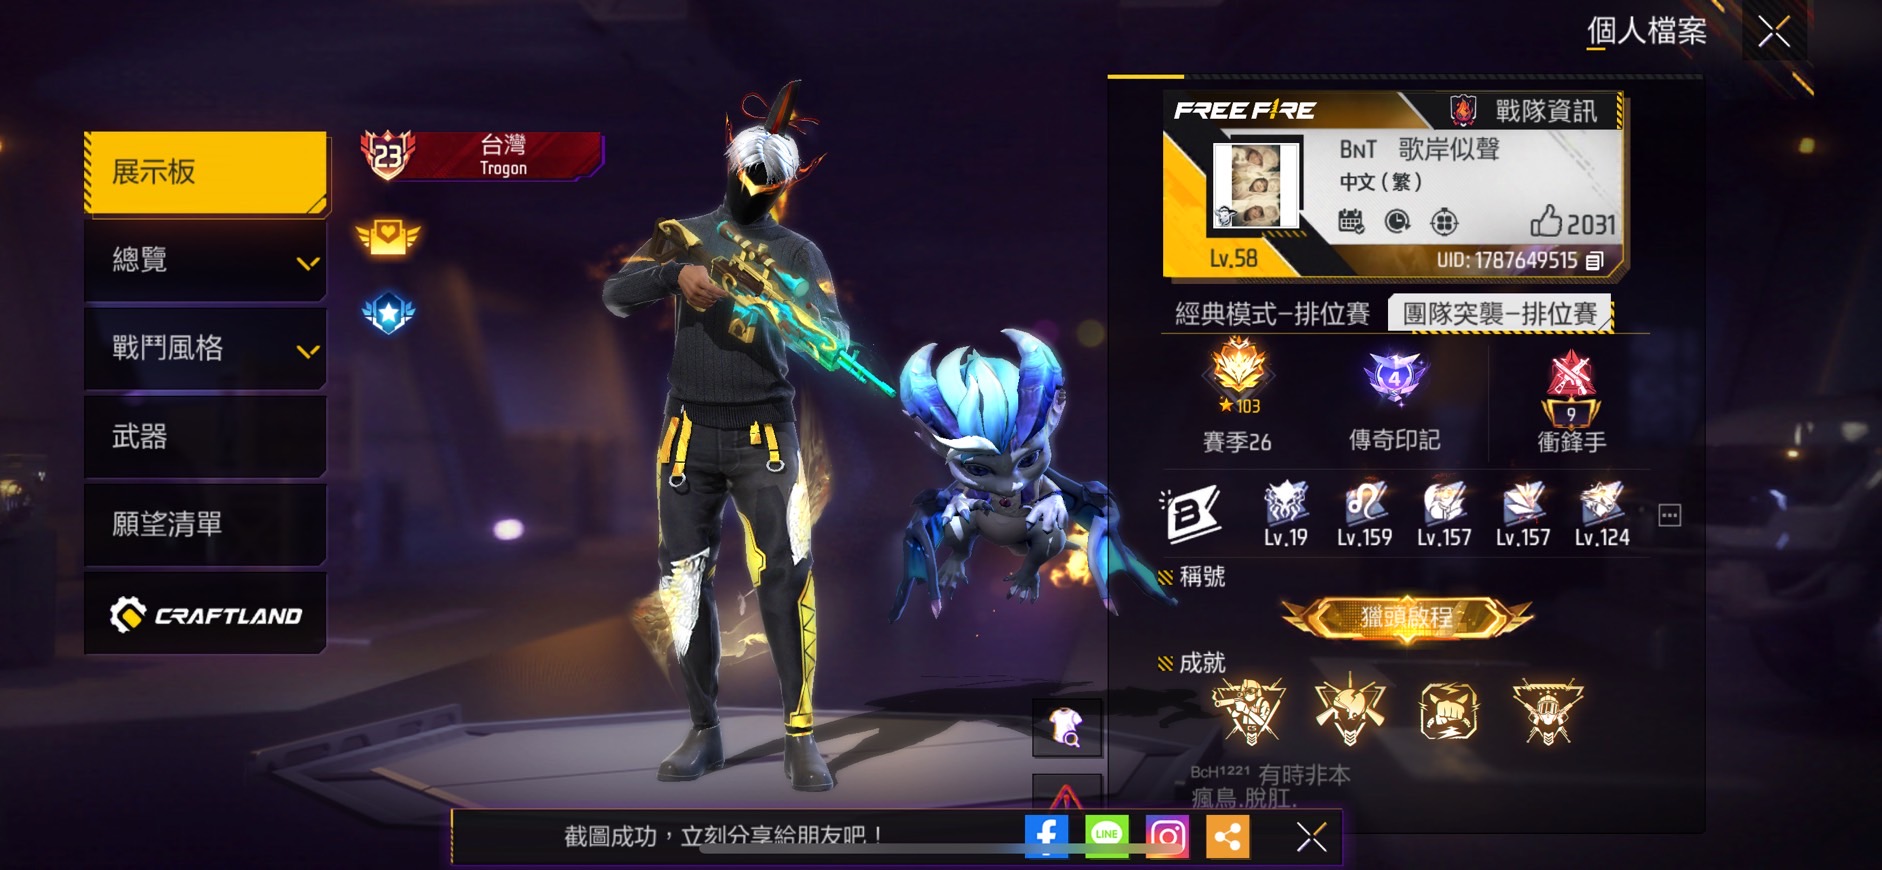 個人檔案
展示板
總覽
戰鬥風格
武器
願望清單
CRAFTLAND
23
台灣
Trogon
FREE FIRE
戰隊資訊
BNT 歌岸似聲
中文(繁)
2031
Lv.58
UID: 1787649515
經典模式-排位賽
團隊突襲-排位賽
★103
4
9
賽季26
傳奇印記
衝鋒手
B
Lv.19
Lv.159
Lv.157
Lv.157
Lv.124
稱號
獵頭啟程
成就
BcH1221 有時非本
瘋鳥.脫肛.
截圖成功，立刻分享給朋友吧！
LINE